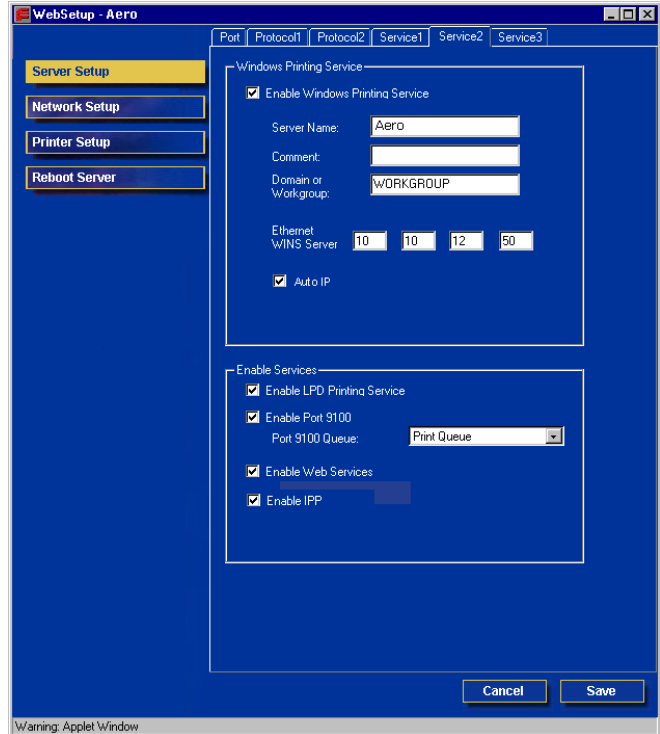 WebSetup - Aero
Port Protocol1 Protocol2 Service1 Service2 Service3
Server Setup
Network Setup
Printer Setup
Reboot Server
Windows Printing Service
Enable Windows Printing Service
Server Name: Aero
Comment:
Domain or
Workgroup: WORKGROUP
Ethernet
WINS Server 10 10 12 50
Auto IP
Enable Services
Enable LPD Printing Service
Enable Port 9100
Port 9100 Queue: Print Queue
Enable Web Services
Enable IPP
Cancel Save
Warning: Applet Window